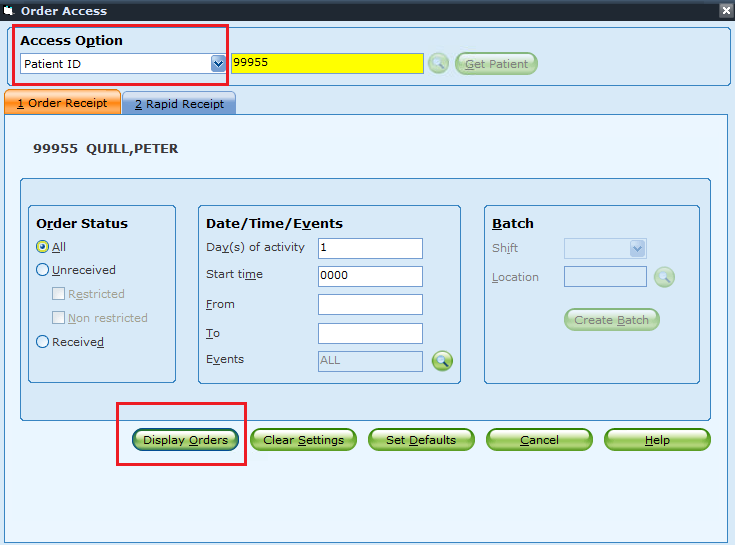 Order Access
Access Option
Patient ID
99955
Get Patient
1 Order Receipt
2 Rapid Receipt
99955 QUILL,PETER
Order Status
All
Unreceived
Restricted
Non restricted
Received
Date/Time/Events
Day(s) of activity
1
Start time
0000
From
To
Events
ALL
Batch
Shift
Location
Create Batch
Display Orders
Clear Settings
Set Defaults
Cancel
Help